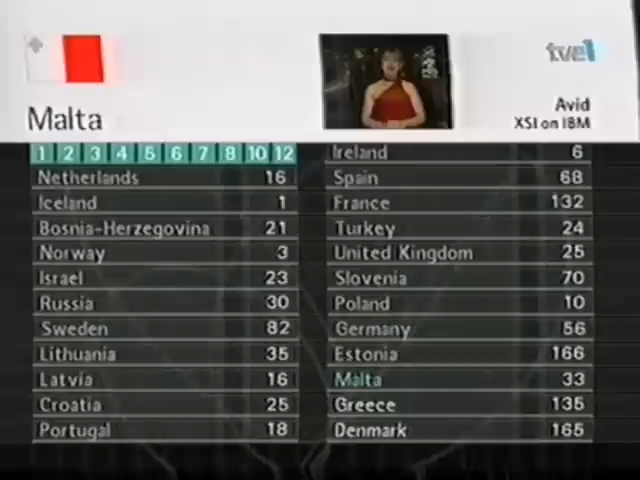 tve1
Malta
Avid
XSI on IBM
1 2 3 4 5 6 7 8 10 12
Netherlands 16
Iceland 1
Bosnia-Herzegovina 21
Norway 3
Israel 23
Russia 30
Sweden 82
Lithuania 35
Latvia 16
Croatia 25
Portugal 18
Ireland 6
Spain 68
France 132
Turkey 24
United Kingdom 25
Slovenia 70
Poland 10
Germany 56
Estonia 166
Malta 33
Greece 135
Denmark 165